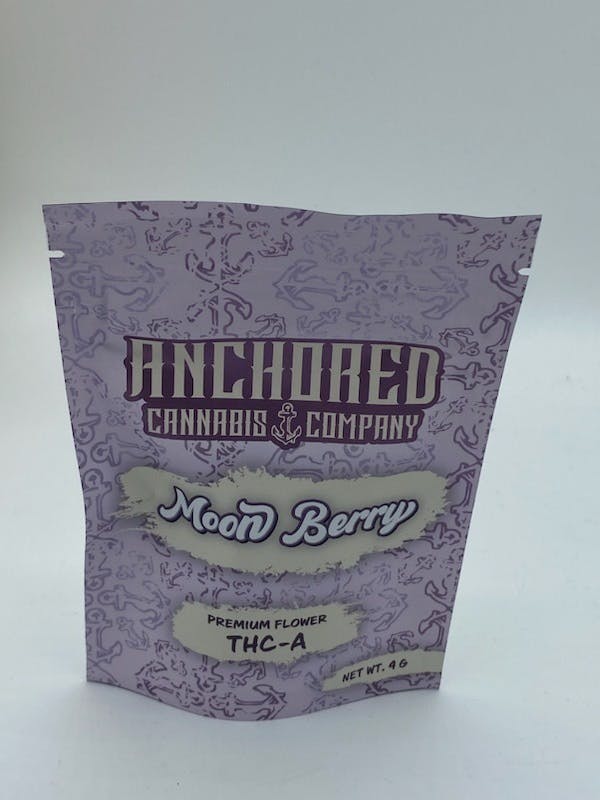 ANCHORED
CANNABIS COMPANY
Moon Berry
PREMIUM FLOWER
THC-A
NET WT. 4 G